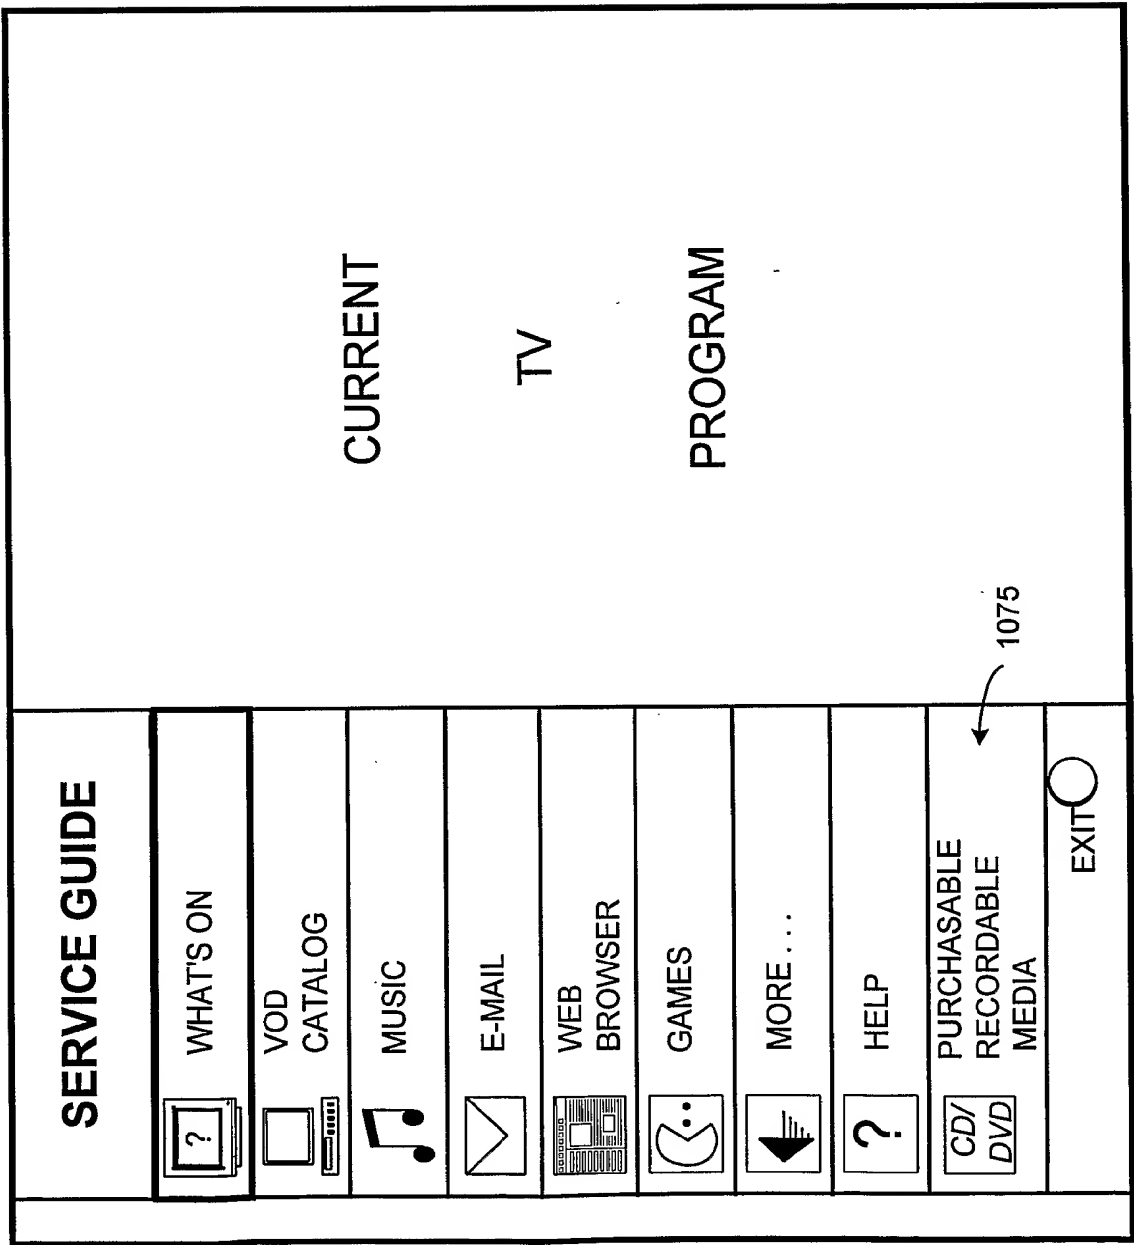 SERVICE GUIDE
?
WHAT'S ON
VOD
CATALOG
MUSIC
E-MAIL
WEB
BROWSER
GAMES
MORE....
?
HELP
CD/
DVD
PURCHASABLE
RECORDABLE
MEDIA
EXIT
1075
CURRENT
TV
PROGRAM